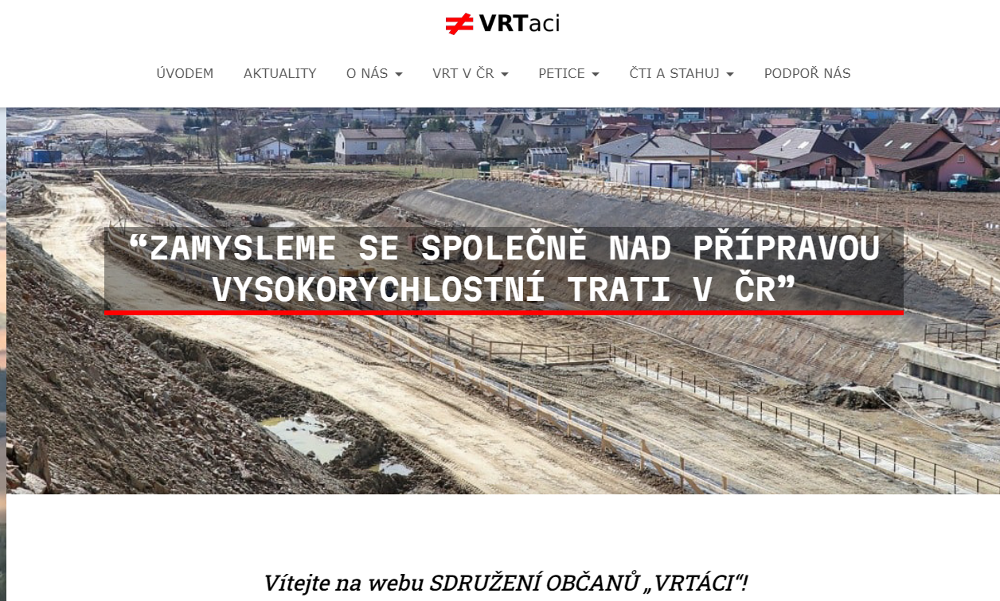 VRTaci
ÚVODEM AKTUALITY O NÁS VRT V ČR PETICE ČTI A STAHUJ PODPOŘ NÁS
“ZAMYSLEME SE SPOLEČNĚ NAD PŘÍPRAVOU
VYSOKORYCHLOSTNÍ TRATI V ČR”
Vítejte na webu SDRUŽENÍ OBČANŮ „VRTÁCI“!